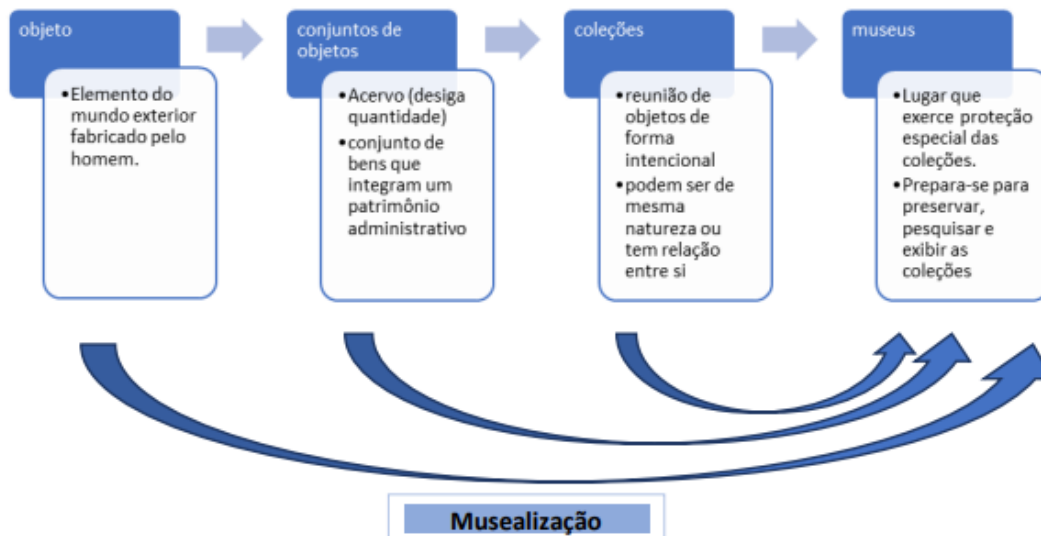 objeto
•Elemento do
mundo exterior
fabricado pelo
homem.
conjuntos de
objetos
•Acervo (desiga
quantidade)
•conjunto de
bens que
integram um
patrimônio
administrativo
coleções
•reunião de
objetos de
forma
intencional
•podem ser de
mesma
natureza ou
tem relação
entre si
museus
•Lugar que
exerce proteção
especial das
coleções.
•Prepara-se para
preservar,
pesquisar e
exibir as
coleções
Musealização